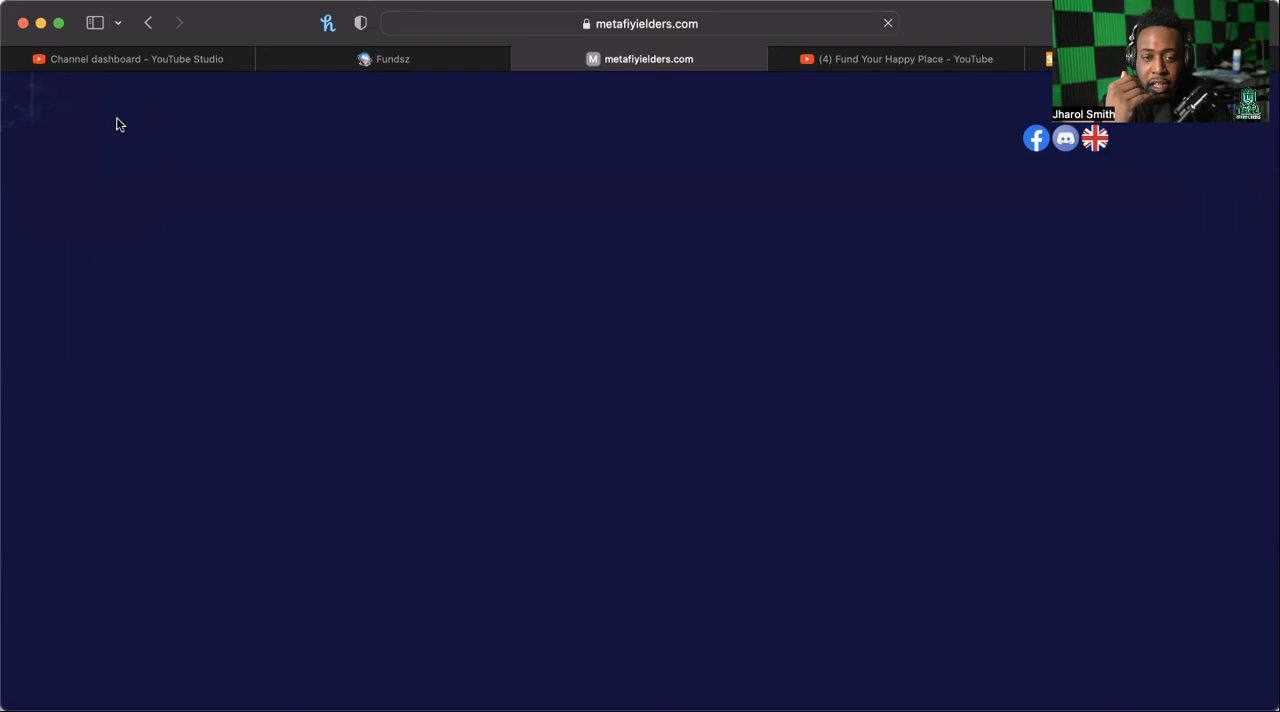 metafiyielders.com
Channel dashboard - YouTube Studio
Fundsz
M metafiyielders.com
(4) Fund Your Happy Place - YouTube
Jharol Smith